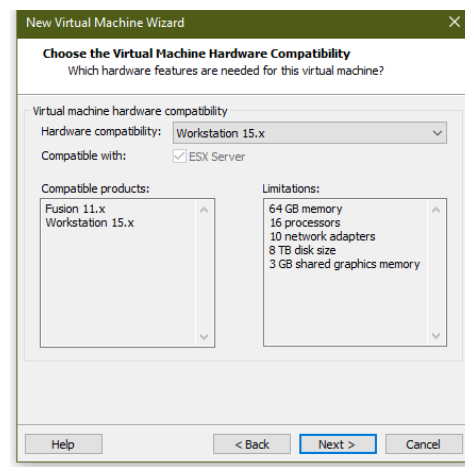 New Virtual Machine Wizard
Choose the Virtual Machine Hardware Compatibility
Which hardware features are needed for this virtual machine?
Virtual machine hardware compatibility
Hardware compatibility: Workstation 15.x
Compatible with: ESX Server
Compatible products: Limitations:
Fusion 11.x 64 GB memory
Workstation 15.x 16 processors
10 network adapters
8 TB disk size
3 GB shared graphics memory
Help < Back Next > Cancel